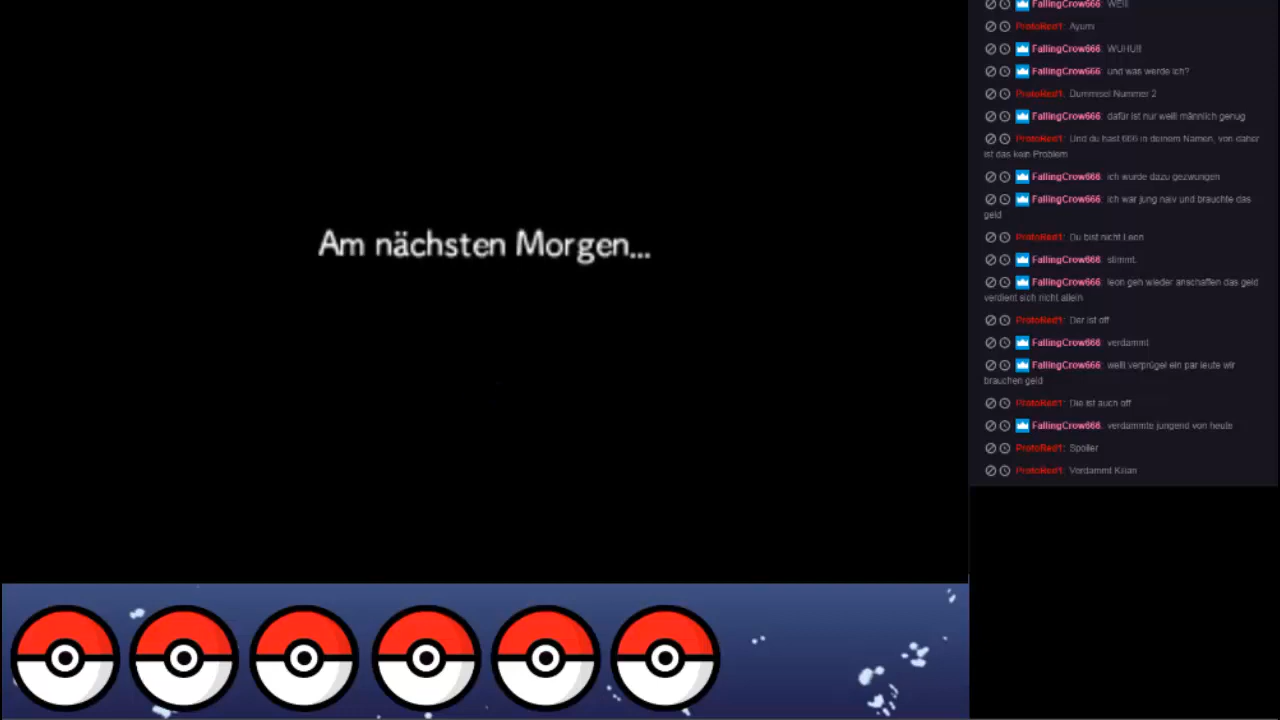 Am nächsten Morgen...
FallingCrow666: WEIII
ProtoRed1: Ayumi
FallingCrow666: WUHU!!
FallingCrow666: und was werde ich?
ProtoRed1: Dummisel Nummer 2
FallingCrow666: dafür ist nur weiii männlich genug
ProtoRed1: Und du hast 666 in deinem Namen, von daher
ist das kein Problem
FallingCrow666: ich wurde dazu gezwungen
FallingCrow666: ich war jung naiv und brauchte das
geld
ProtoRed1: Du bist nicht Leon
FallingCrow666: stimmt.
FallingCrow666: leon geh wieder anschaffen das geld
verdient sich nicht allein
ProtoRed1: Der ist off
FallingCrow666: verdammt
FallingCrow666: weiii verprügel ein par leute wir
brauchen geld
ProtoRed1: Die ist auch off
FallingCrow666: verdammte jungend von heute
ProtoRed1: Spoiler
ProtoRed1: Verdammt Kilian